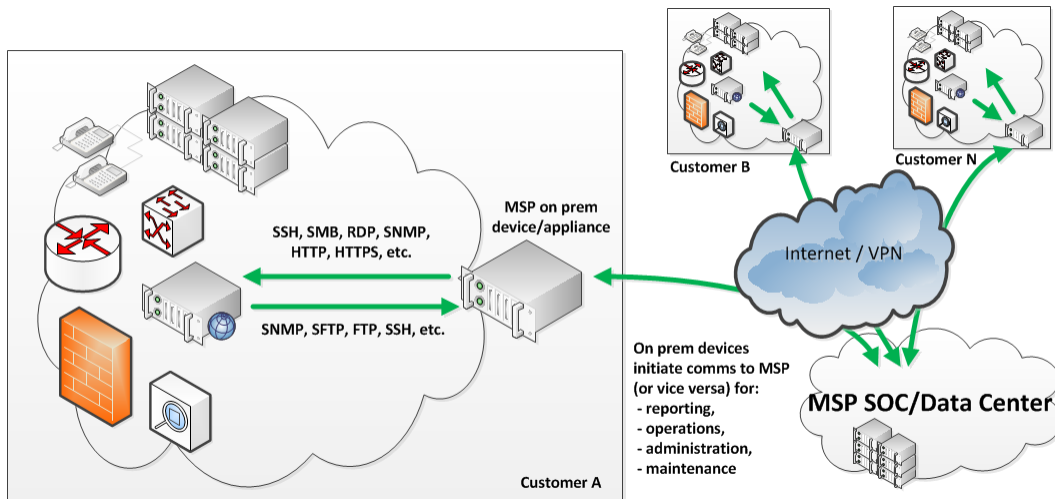 Customer B
Customer N
MSP on prem
device/appliance
SSH, SMB, RDP, SNMP,
HTTP, HTTPS, etc.
SNMP, SFTP, FTP, SSH, etc.
Internet / VPN
On prem devices
initiate comms to MSP
(or vice versa) for:
- reporting,
- operations,
- administration,
- maintenance
MSP SOC/Data Center
Customer A